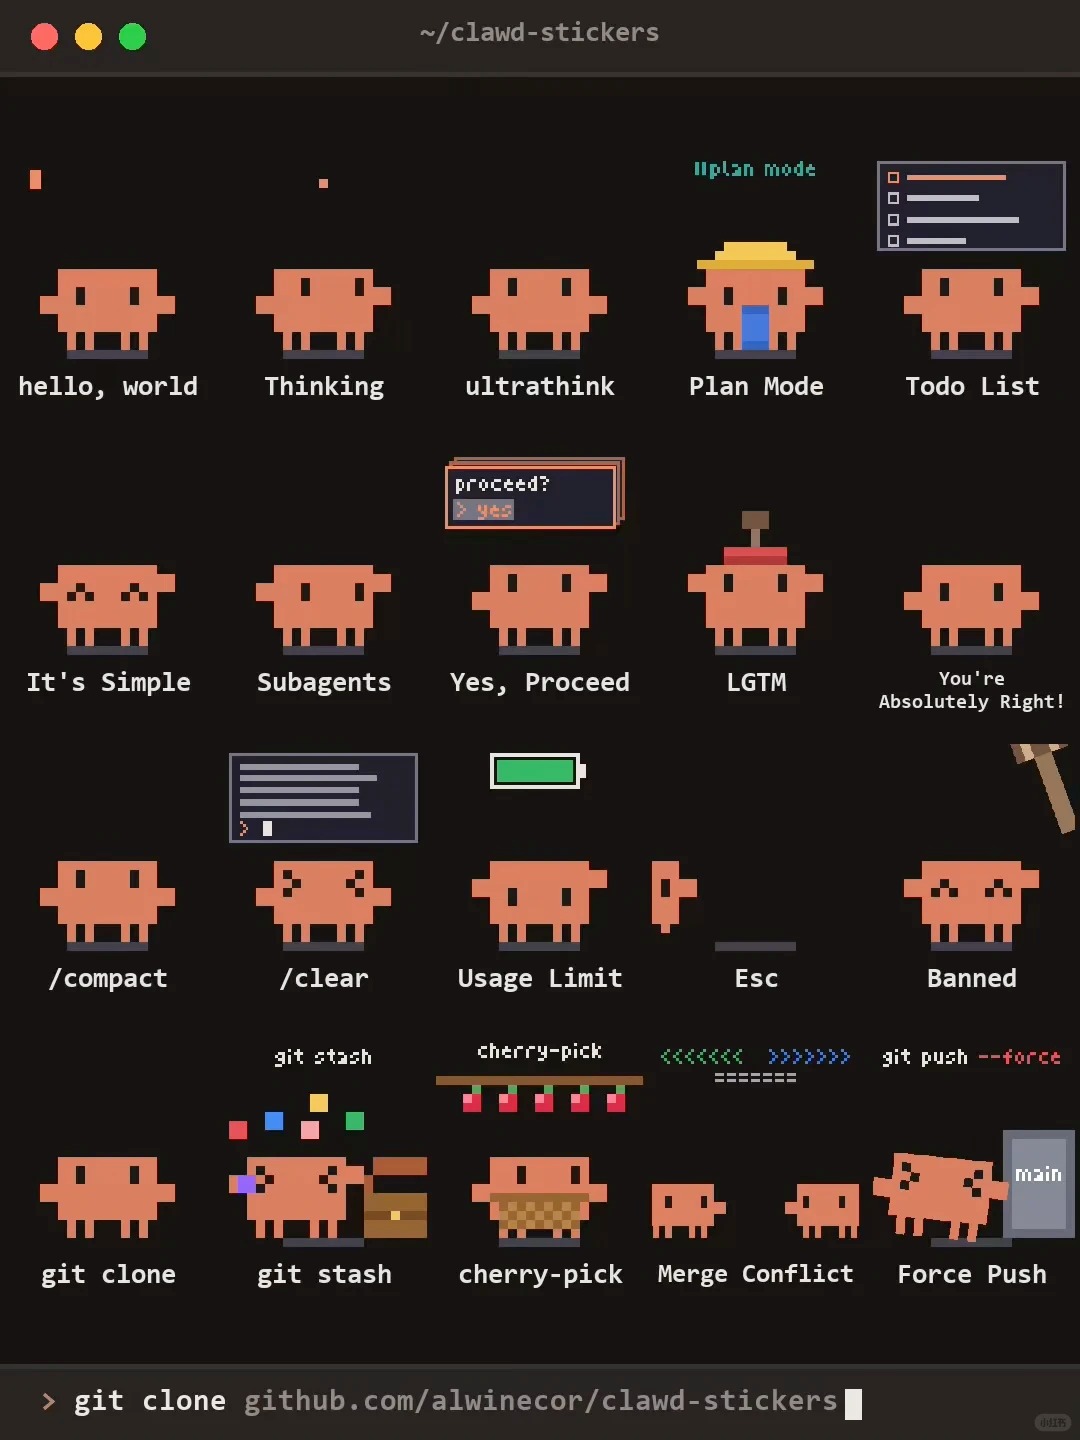 ~/clawd-stickers
plan mode
hello, world
Thinking
ultrathink
Plan Mode
Todo List
proceed?
> yes
It's Simple
Subagents
Yes, Proceed
LGTM
You're
Absolutely Right!
>
/compact
/clear
Usage Limit
Esc
Banned
git stash
cherry-pick
<<<<<<< >>>>>>>
=======
git push --force
main
git clone
git stash
cherry-pick
Merge Conflict
Force Push
> git clone github.com/alwinecor/clawd-stickers